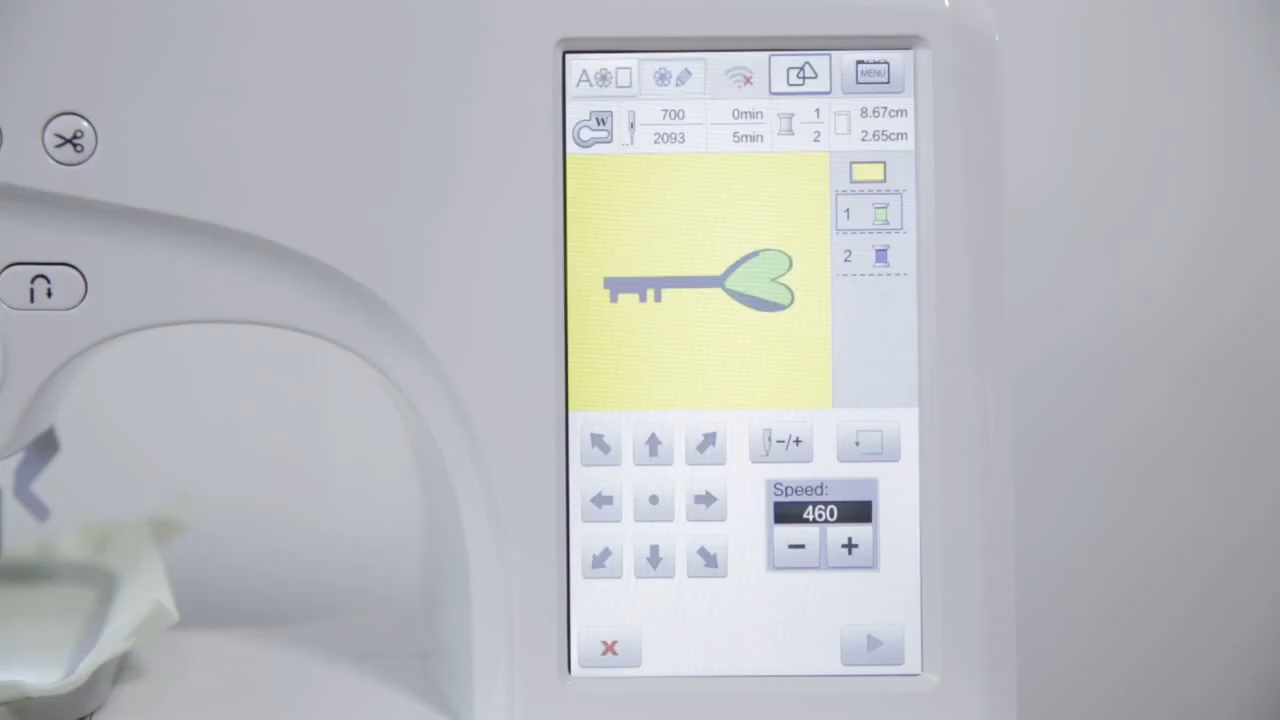 A
MENU
W
700
0min
1
8.67cm
2093
5min
2
2.65cm
1
2
-/+
Speed:
460
- +
X